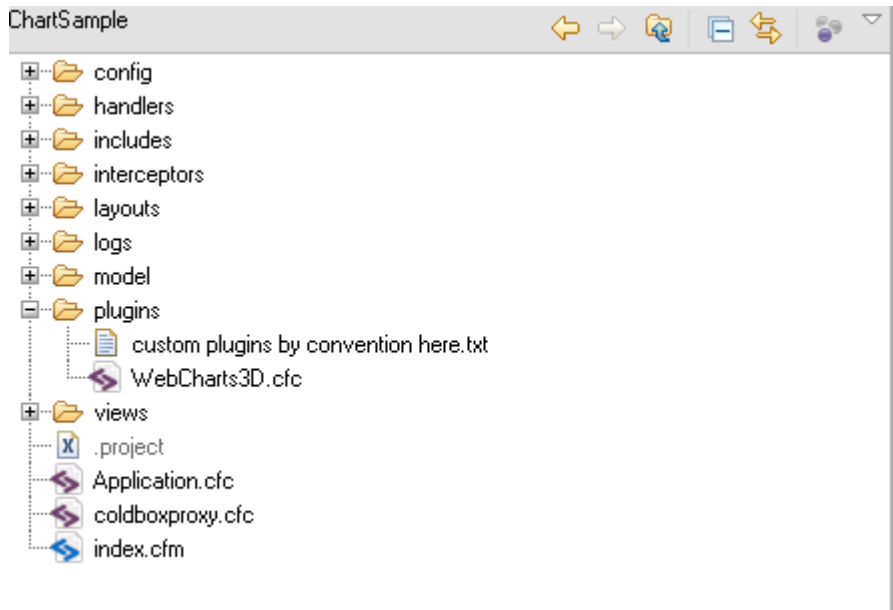 ChartSample
config
handlers
includes
interceptors
layouts
logs
model
plugins
custom plugins by convention here.txt
WebCharts3D.cfc
views
.project
Application.cfc
coldboxproxy.cfc
index.cfm